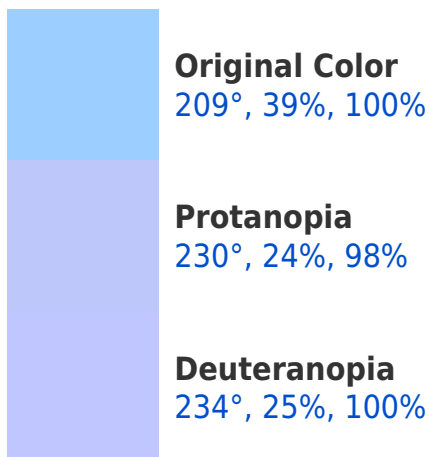 Original Color
209°, 39%, 100%
Protanopia
230°, 24%, 98%
Deuteranopia
234°, 25%, 100%